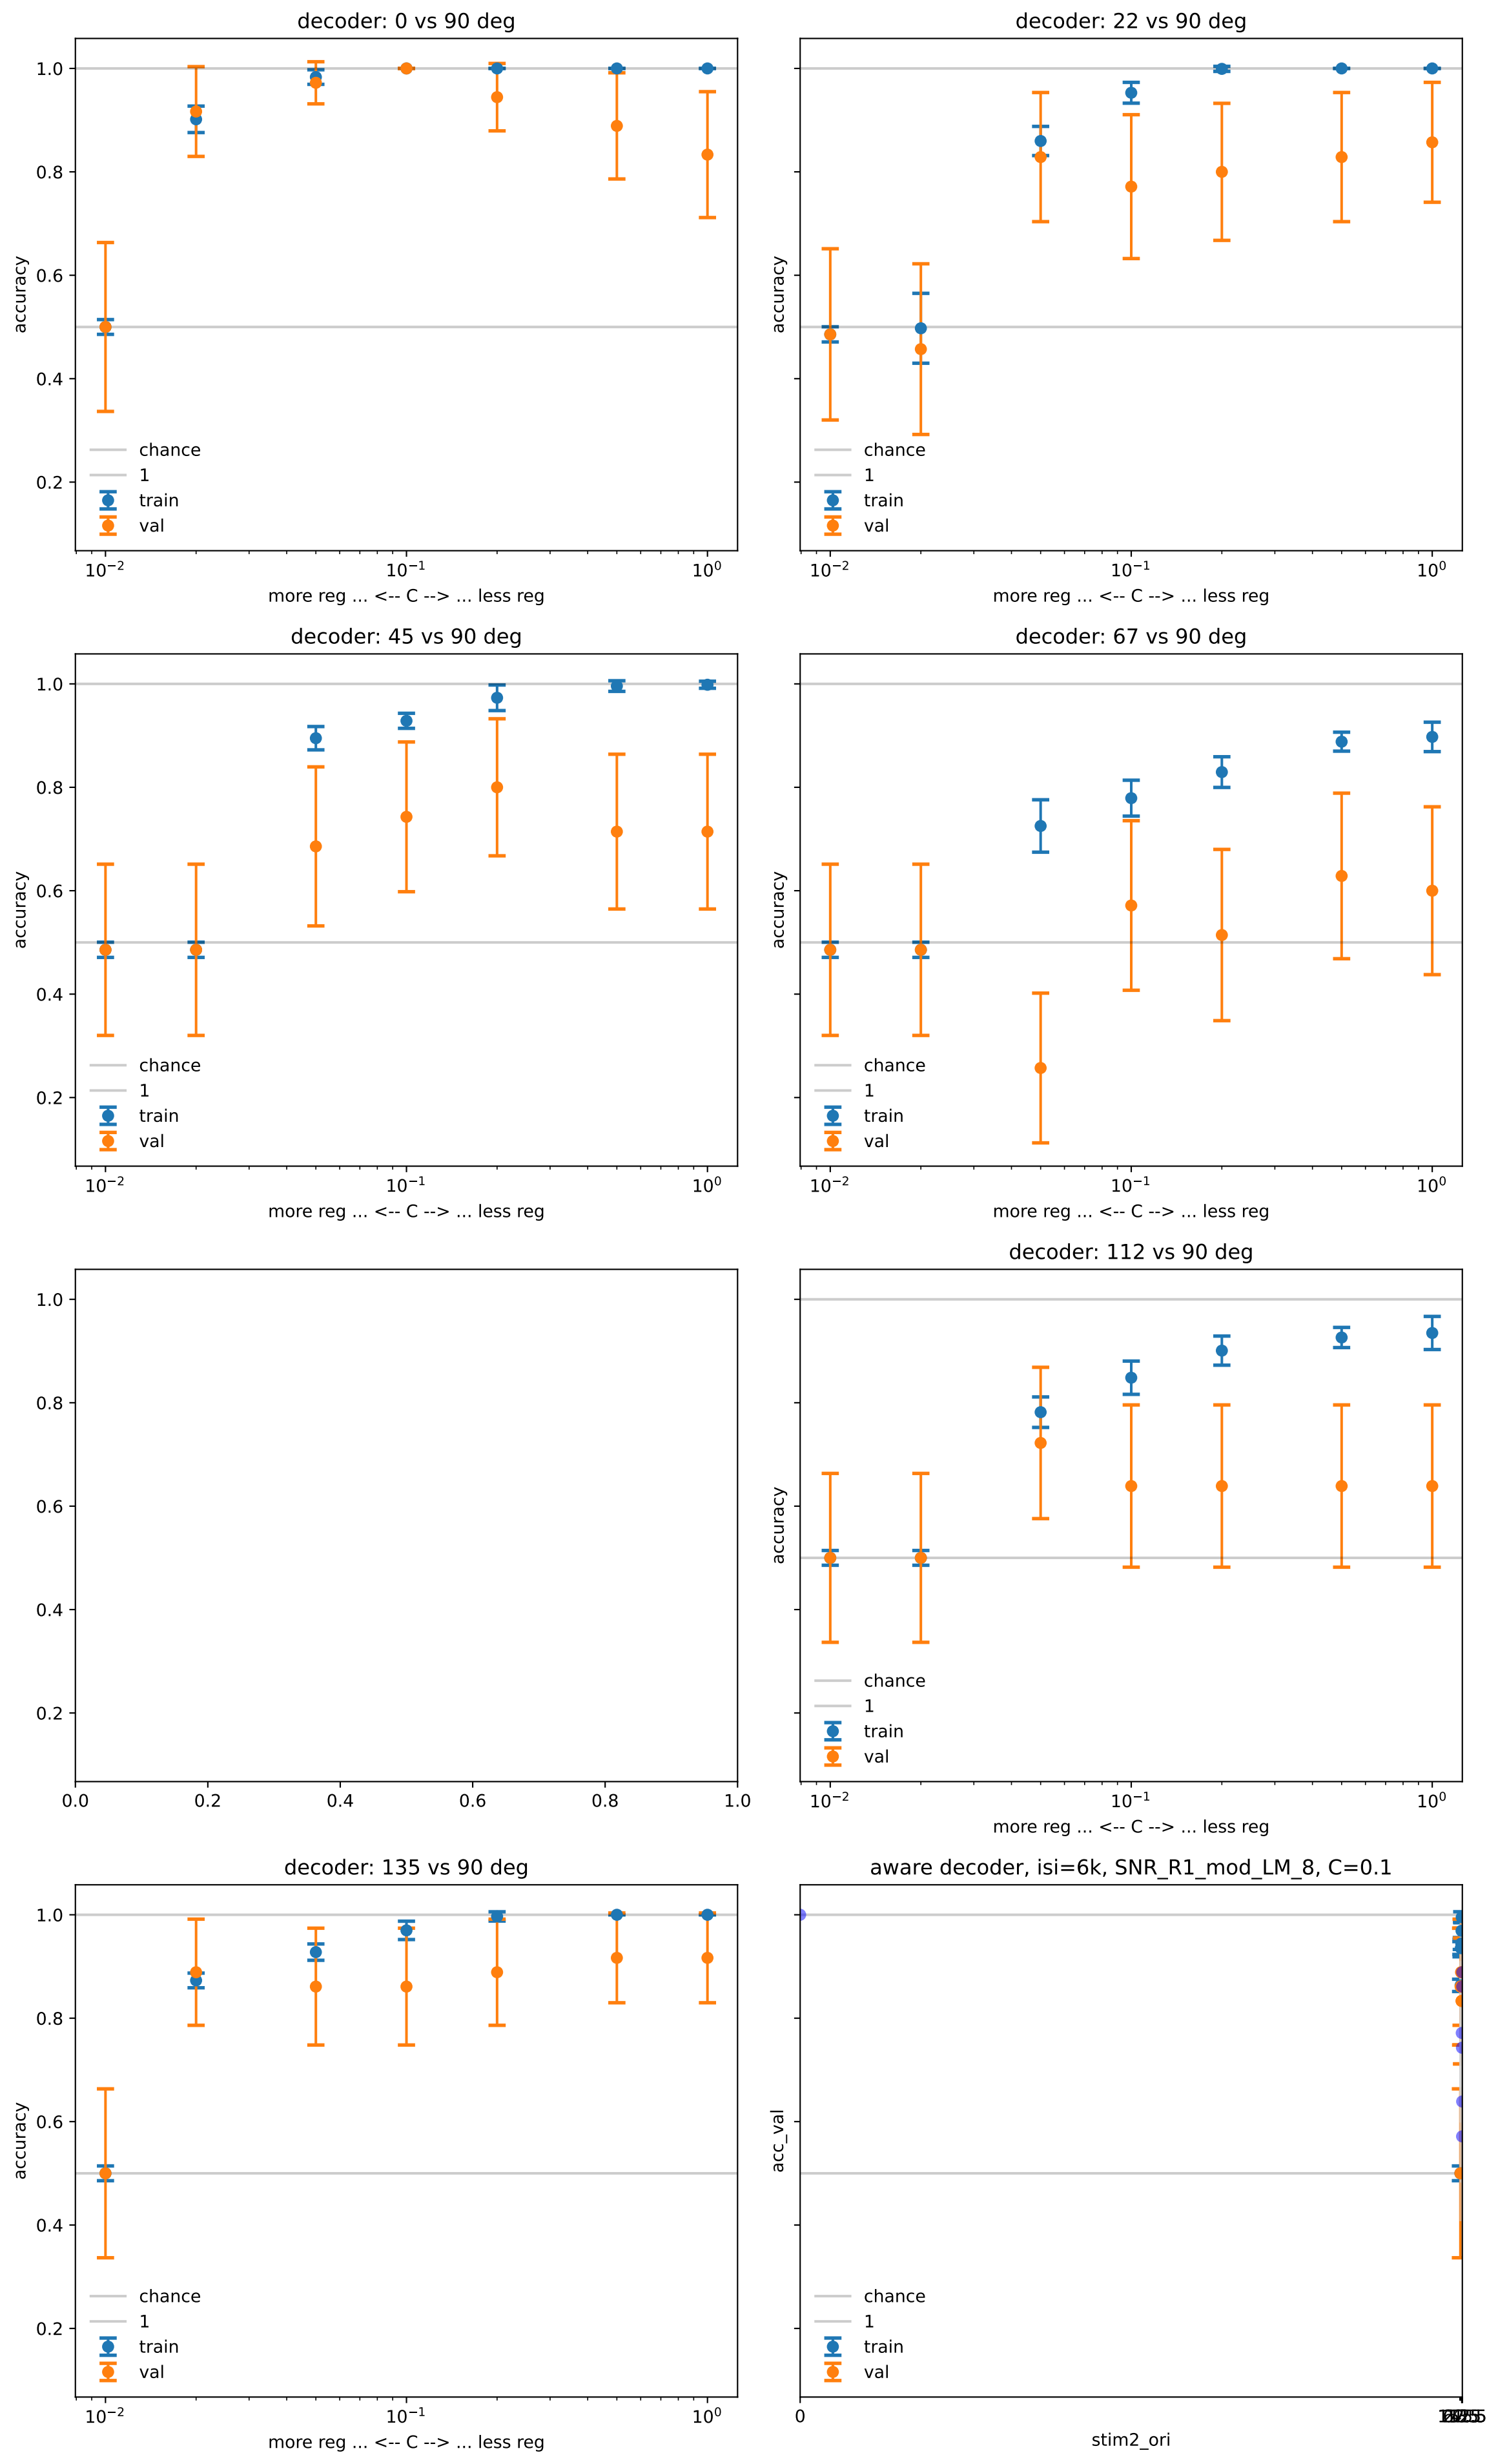 decoder: 0 vs 90 deg
1.0
0.8
0.6
0.4
0.2
accuracy
chance
1
train
val
10⁻² 10⁻¹ 10⁰
more reg ... <-- C --> ... less reg
decoder: 22 vs 90 deg
accuracy
chance
1
train
val
10⁻² 10⁻¹ 10⁰
more reg ... <-- C --> ... less reg
decoder: 45 vs 90 deg
1.0
0.8
0.6
0.4
0.2
accuracy
chance
1
train
val
10⁻² 10⁻¹ 10⁰
more reg ... <-- C --> ... less reg
decoder: 67 vs 90 deg
accuracy
chance
1
train
val
10⁻² 10⁻¹ 10⁰
more reg ... <-- C --> ... less reg
1.0
0.8
0.6
0.4
0.2
0.0 0.2 0.4 0.6 0.8 1.0
decoder: 112 vs 90 deg
accuracy
chance
1
train
val
10⁻² 10⁻¹ 10⁰
more reg ... <-- C --> ... less reg
decoder: 135 vs 90 deg
1.0
0.8
0.6
0.4
0.2
accuracy
chance
1
train
val
10⁻² 10⁻¹ 10⁰
more reg ... <-- C --> ... less reg
aware decoder, isi=6k, SNR_R1_mod_LM_8, C=0.1
acc_val
chance
1
train
val
0
stim2_ori